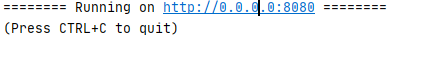 ======== Running on http://0.0.0.0:8080 ========
(Press CTRL+C to quit)